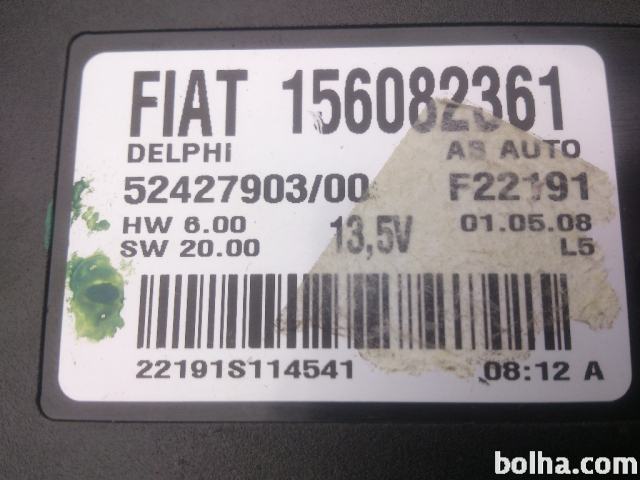 FIAT 156082361
DELPHI AS AUTO
52427903/00 F22191
HW 6.00 13,5V 01.05.08
SW 20.00 L5
22191S114541 08:12 A
bolha.com